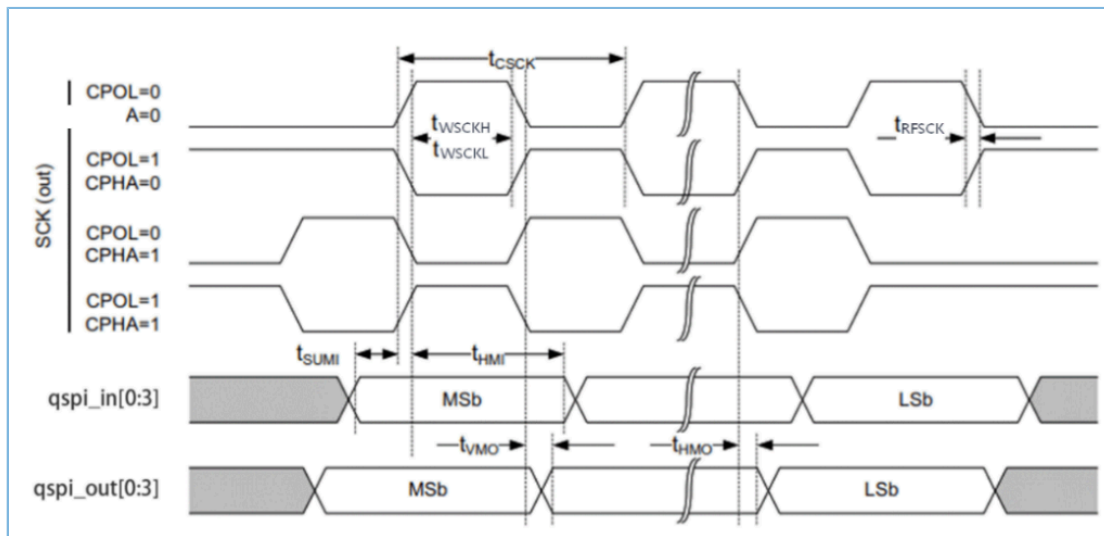 tCSCK
CPOL=0
A=0
tWSCKH
tRFSCK
tWSCKL
CPOL=1
CPHA=0
SCK (out)
CPOL=0
CPHA=1
CPOL=1
CPHA=1
tSUMI
tHMI
qspi_in[0:3]
MSb
LSb
tVMO
tHMO
qspi_out[0:3]
MSb
LSb